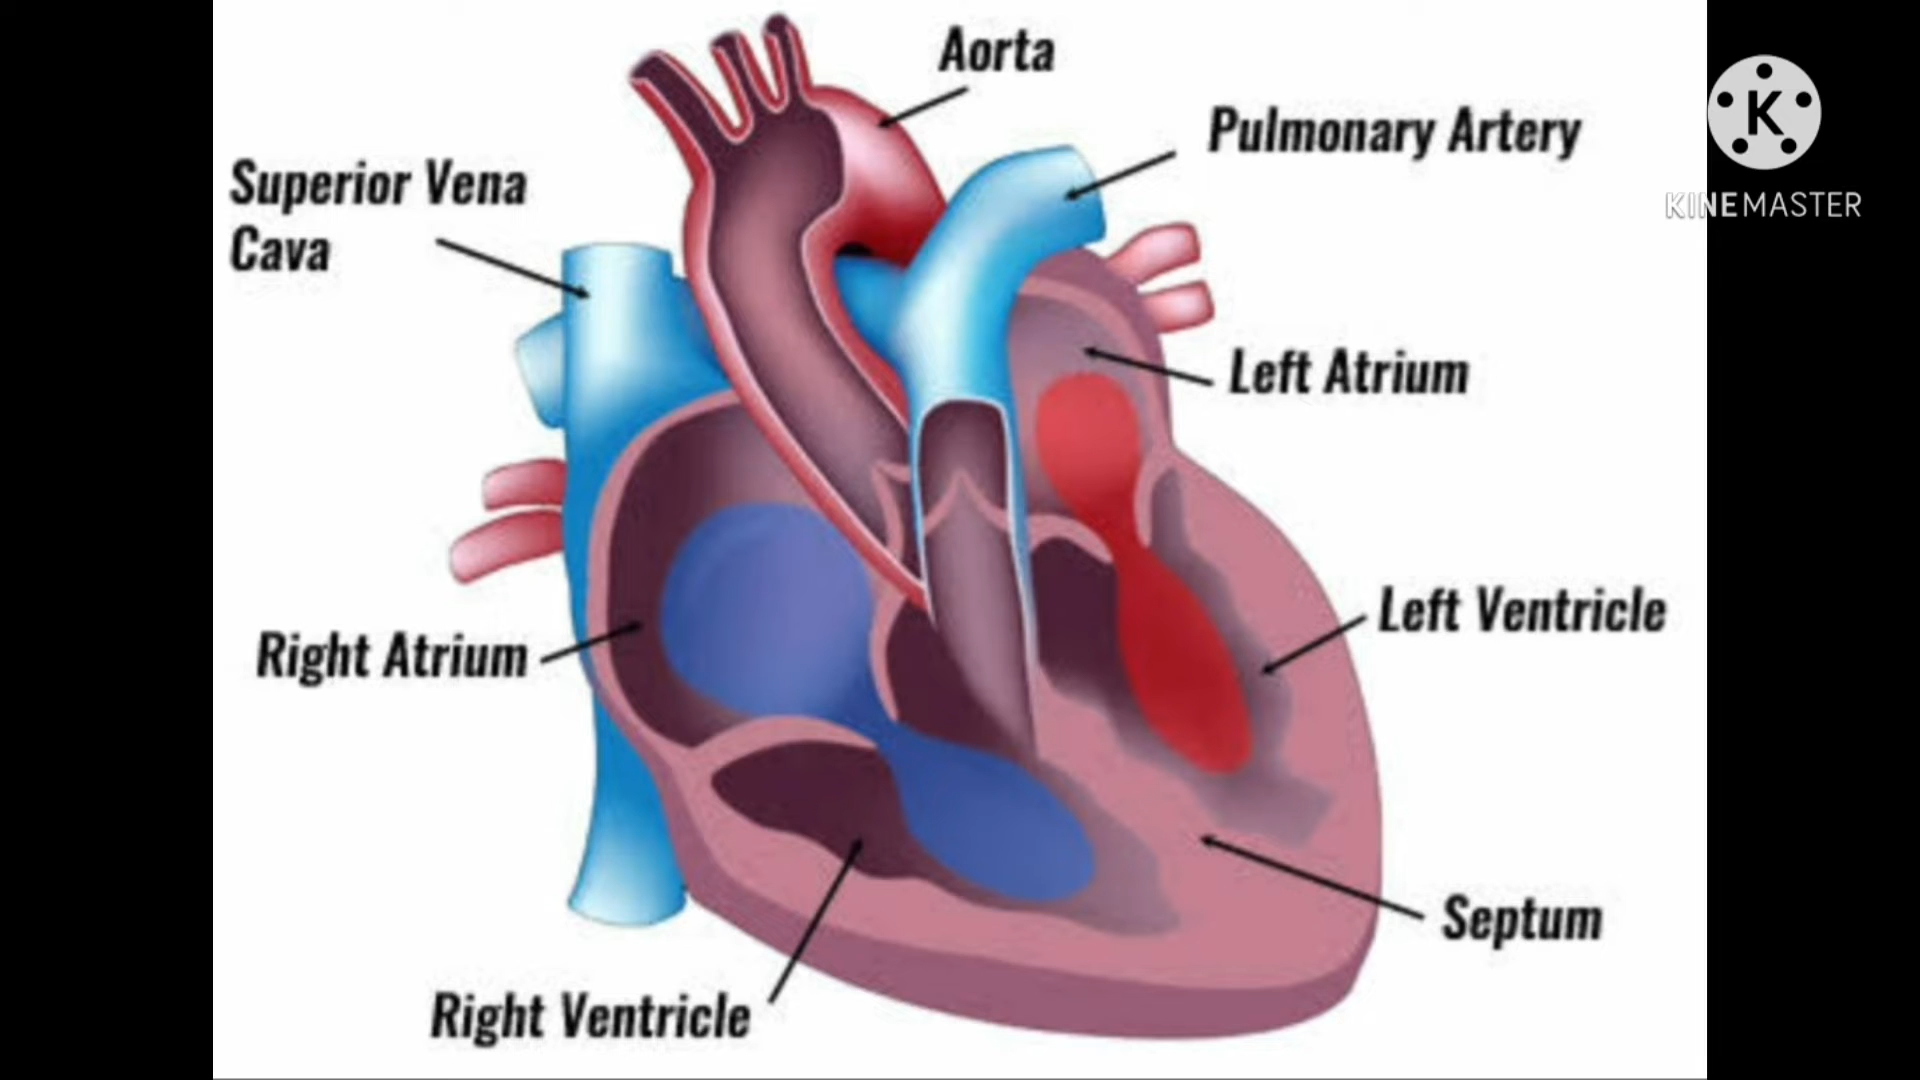 Aorta
Pulmonary Artery
K
KINEMASTER
Superior Vena
Cava
Left Atrium
Left Ventricle
Right Atrium
Septum
Right Ventricle